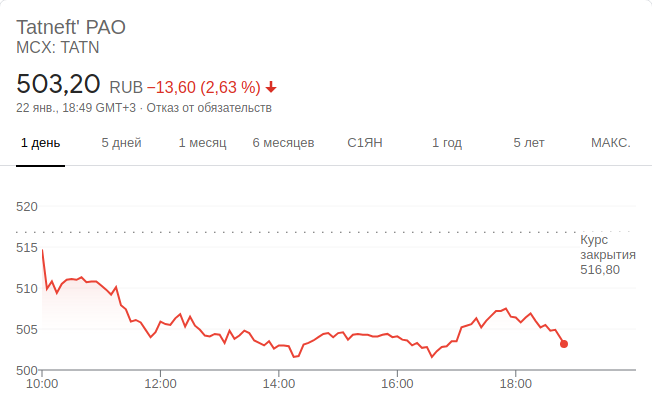 Tatneft' PAO
MCX: TATN
503,20 RUB −13,60 (2,63 %) ↓
22 янв., 18:49 GMT+3 · Отказ от обязательств
1 день 5 дней 1 месяц 6 месяцев С1ЯН 1 год 5 лет МАКС.
520
Курс
закрытия
516,80
515
510
505
500
10:00 12:00 14:00 16:00 18:00